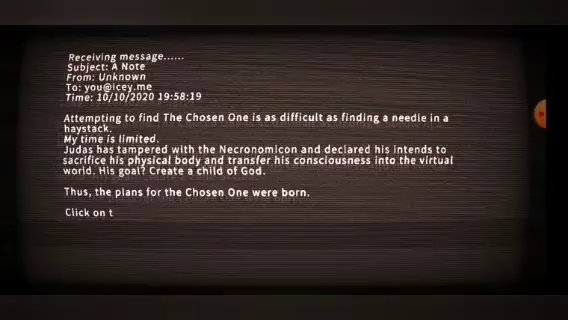 Receiving message......
Subject: A Note
From: Unknown
To: you@icey.me
Time: 10/10/2020 19:58:19
Attempting to find The Chosen One is as difficult as finding a needle in a
haystack.
My time is limited.
Judas has tampered with the Necronomicon and declared his intends to
sacrifice his physical body and transfer his consciousness into the virtual
world. His goal? Create a child of God.
Thus, the plans for the Chosen One were born.
Click on t